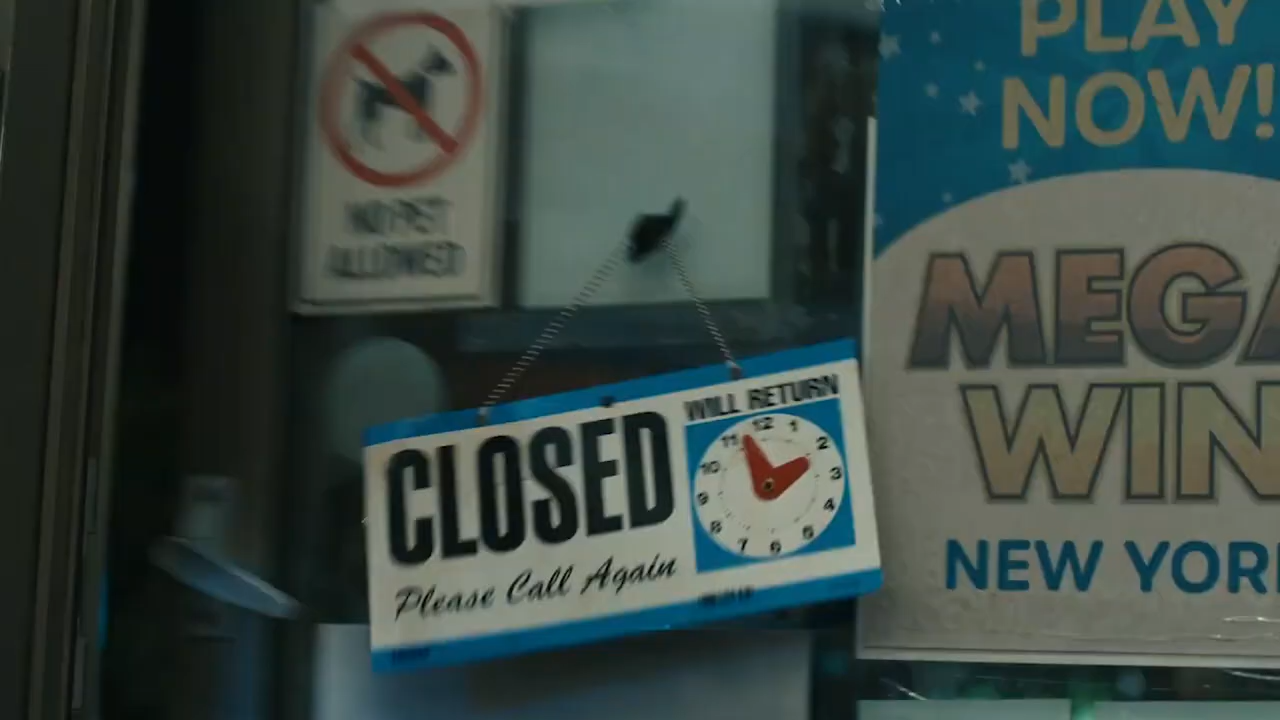 NO PET
ALLOWED
CLOSED
Please Call Again
WILL RETURN
12
1
2
3
4
5
6
7
8
9
10
11
PLAY
NOW!
MEGA
WIN
NEW YOR